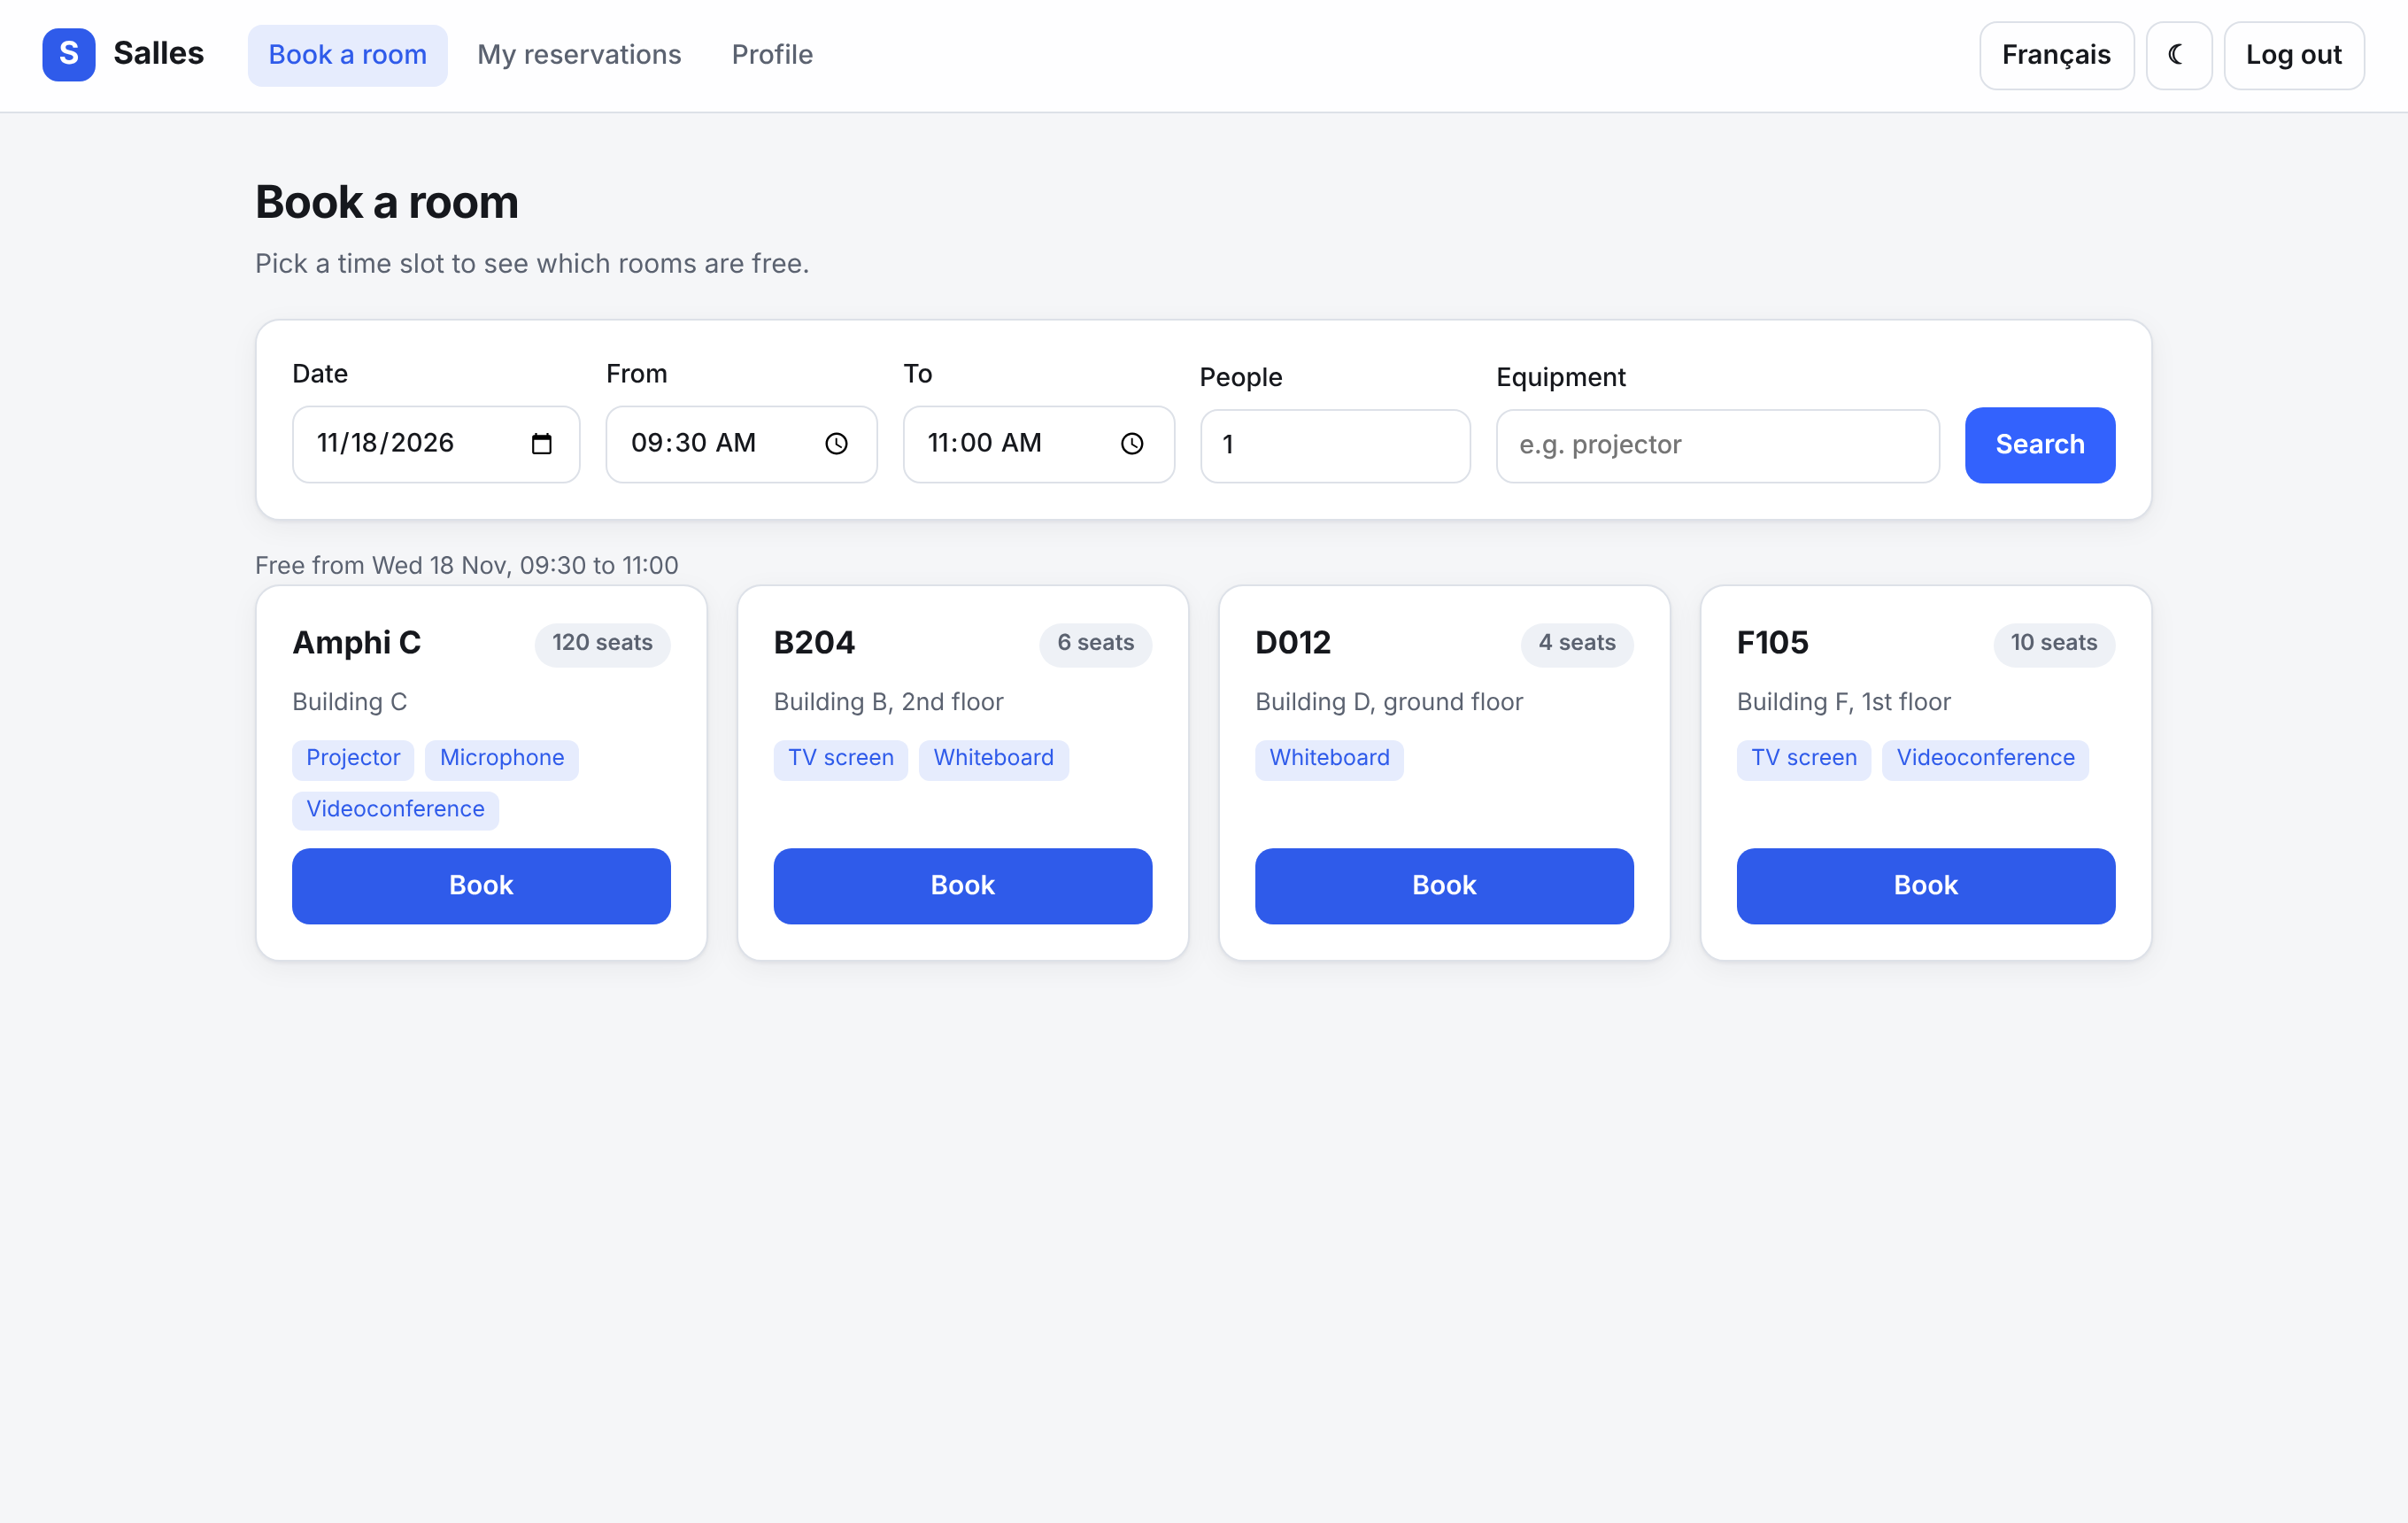 S Salles Book a room My reservations Profile Français Log out
Book a room
Pick a time slot to see which rooms are free.
Date From To People Equipment
11/18/2026 09:30 AM 11:00 AM 1 e.g. projector Search
Free from Wed 18 Nov, 09:30 to 11:00
Amphi C 120 seats
Building C
Projector Microphone
Videoconference
Book
B204 6 seats
Building B, 2nd floor
TV screen Whiteboard
Book
D012 4 seats
Building D, ground floor
Whiteboard
Book
F105 10 seats
Building F, 1st floor
TV screen Videoconference
Book